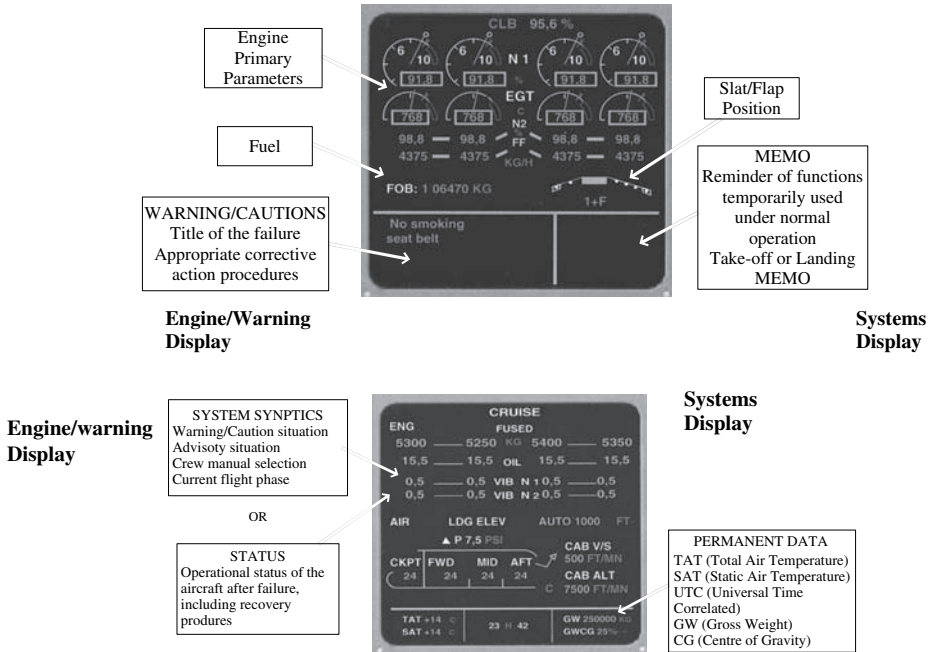 CLB 95,6 %
Engine
Primary
Parameters
6 10 6 10 N 1 6 10 6 10
91,8 91,8 % 91,8 91,8
EGT
768 768 C 768 768
N2
98,8 98,8 % 98,8 98,8
FF
4375 4375 4375 4375
KG/H
Slat/Flap
Position
Fuel
FOB: 1 06470 KG
1+F
WARNING/CAUTIONS
Title of the failure
Appropriate corrective
action procedures
No smoking
seat belt
MEMO
Reminder of functions
temporarily used
under normal
operation
Take-off or Landing
MEMO
Engine/Warning
Display
Systems
Display
Engine/warning
Display
SYSTEM SYNPTICS
Warning/Caution situation
Advisoty situation
Crew manual selection
Current flight phase
OR
STATUS
Operational status of the
aircraft after failure,
including recovery
produres
Systems
Display
CRUISE
ENG FUSED
5300 5250 KG 5400 5350
15,5 15,5 OIL 15,5 15,5
0,5 0,5 VIB N 1 0,5 0,5
0,5 0,5 VIB N 2 0,5 0,5
AIR LDG ELEV AUTO 1000 FT
▲ P 7,5 PSI
CAB V/S
500 FT/MN
CKPT FWD MID AFT
24 24 24 24
CAB ALT
C 7500 FT/MN
TAT +14 C
SAT +14 C
23 H 42
GW 250000 KG
GWCG 25%
PERMANENT DATA
TAT (Total Air Temperature)
SAT (Static Air Temperature)
UTC (Universal Time
Correlated)
GW (Gross Weight)
CG (Centre of Gravity)